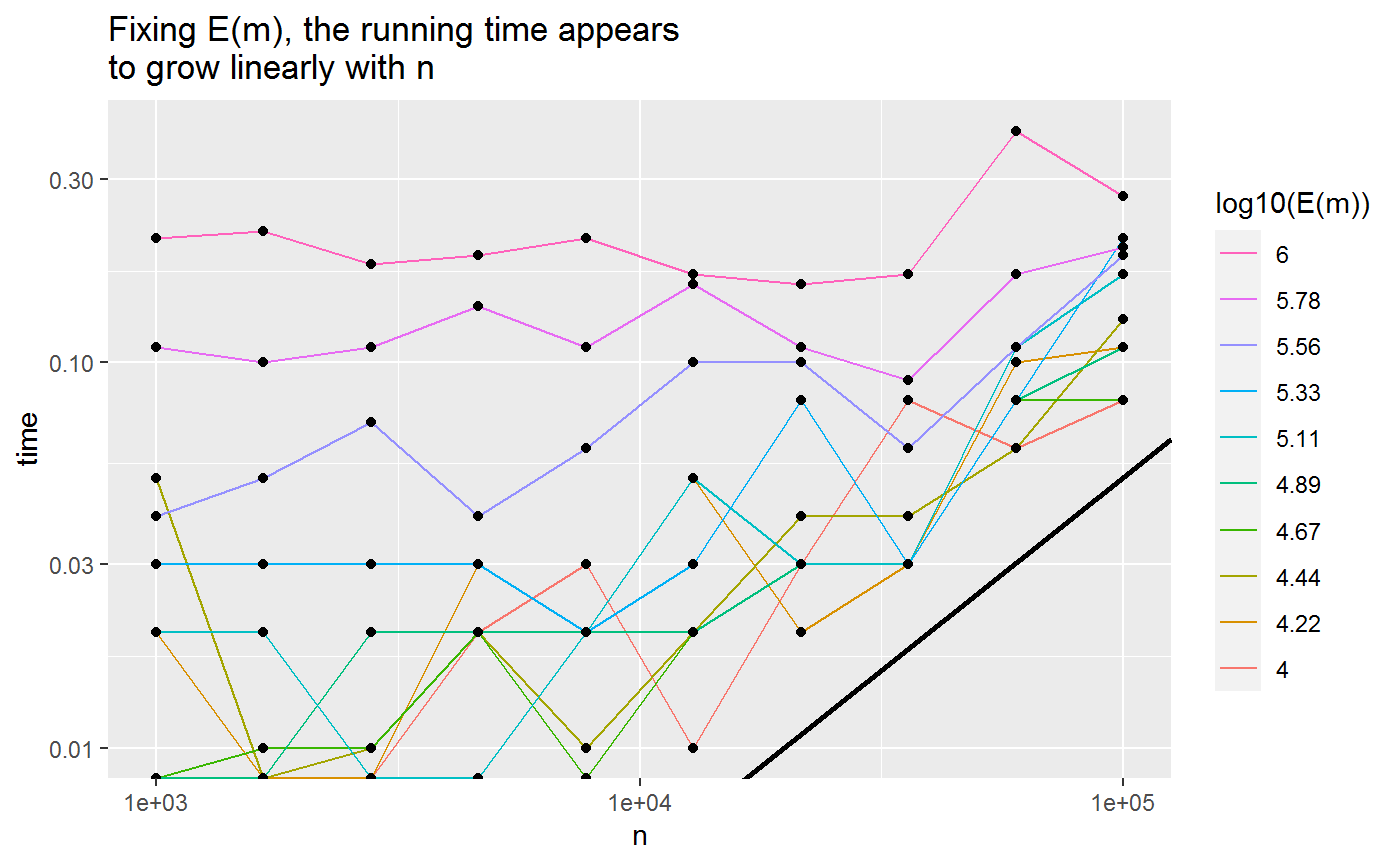 Fixing E(m), the running time appears
to grow linearly with n
0.30
0.10
0.03
0.01
time
1e+03
1e+04
1e+05
n
log10(E(m))
6
5.78
5.56
5.33
5.11
4.89
4.67
4.44
4.22
4